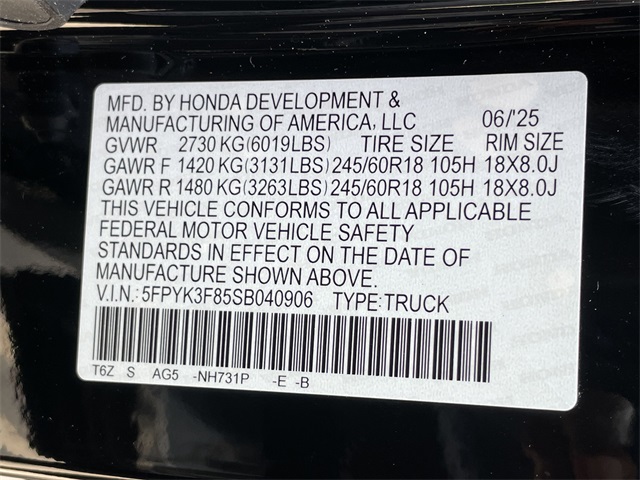 MFD. BY HONDA DEVELOPMENT &
MANUFACTURING OF AMERICA, LLC 06/'25
GVWR 2730 KG(6019LBS) TIRE SIZE RIM SIZE
GAWR F 1420 KG(3131LBS) 245/60R18 105H 18X8.0J
GAWR R 1480 KG(3263LBS) 245/60R18 105H 18X8.0J
THIS VEHICLE CONFORMS TO ALL APPLICABLE
FEDERAL MOTOR VEHICLE SAFETY
STANDARDS IN EFFECT ON THE DATE OF
MANUFACTURE SHOWN ABOVE.
V.I.N.: 5FPYK3F85SB040906 TYPE: TRUCK
T6Z S AG5 -NH731P -E -B